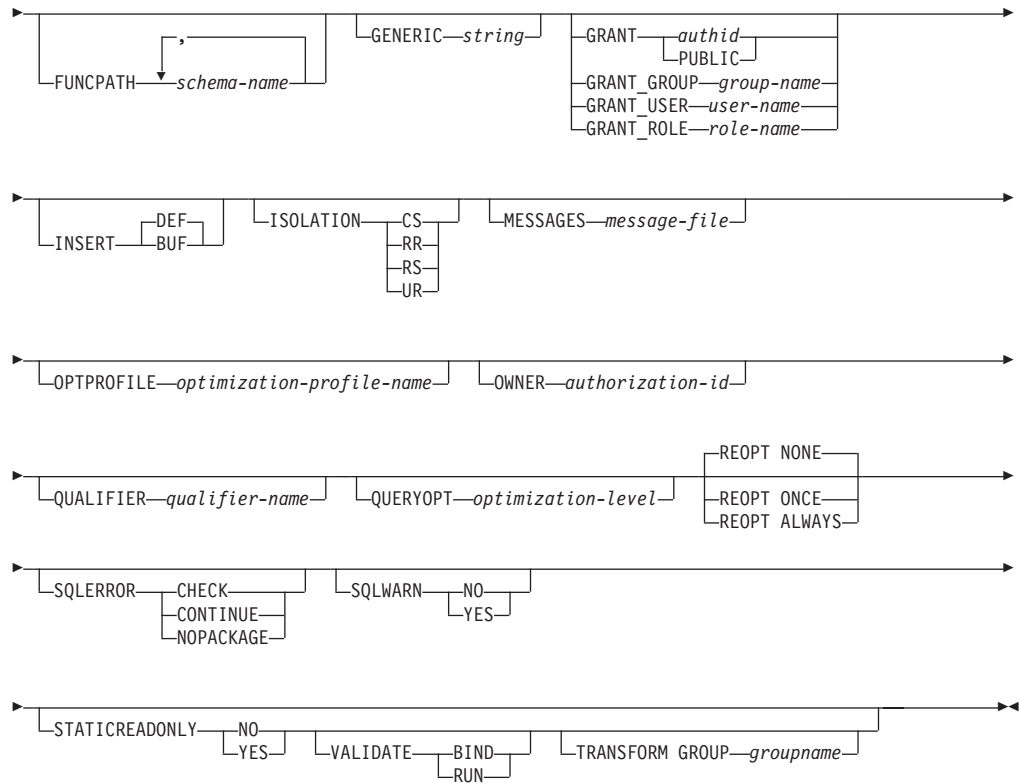 ,
FUNCPATH schema-name
GENERIC string
GRANT authid
PUBLIC
GRANT_GROUP group-name
GRANT_USER user-name
GRANT_ROLE role-name
INSERT DEF
BUF
ISOLATION CS
RR
RS
UR
MESSAGES message-file
OPTPROFILE optimization-profile-name
OWNER authorization-id
QUALIFIER qualifier-name
QUERYOPT optimization-level
REOPT NONE
REOPT ONCE
REOPT ALWAYS
SQLERROR CHECK
CONTINUE
NOPACKAGE
SQLWARN NO
YES
STATICREADONLY NO
YES
VALIDATE BIND
RUN
TRANSFORM GROUP groupname